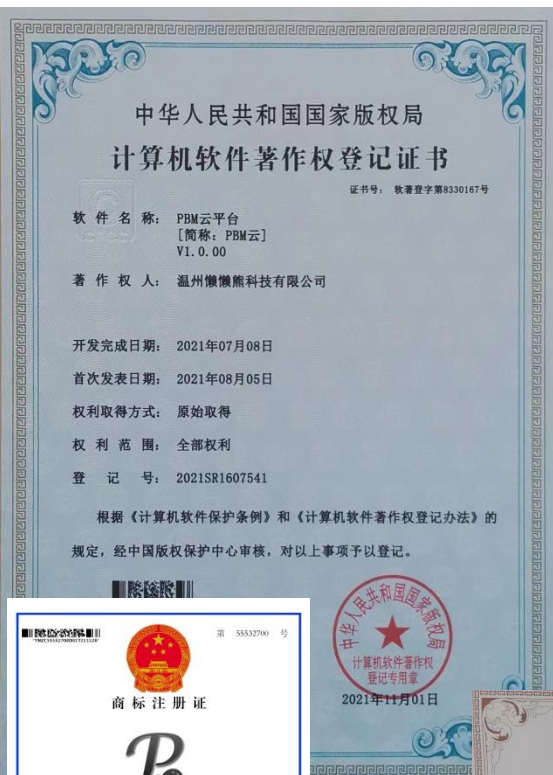 中华人民共和国国家版权局
计算机软件著作权登记证书
证书号: 软著登字第8330167号
软件名称: PBM云平台
[简称: PBM云]
V1.0.00
著作权人: 温州懒懒熊科技有限公司
开发完成日期: 2021年07月08日
首次发表日期: 2021年08月05日
权利取得方式: 原始取得
权利范围: 全部权利
登记号: 2021SR1607541
根据《计算机软件保护条例》和《计算机软件著作权登记办法》的
规定，经中国版权保护中心审核，对以上事项予以登记。
中华人民共和国国家版权局
计算机软件著作权
登记专用章
2021年11月01日
第 55532700 号
商标注册证